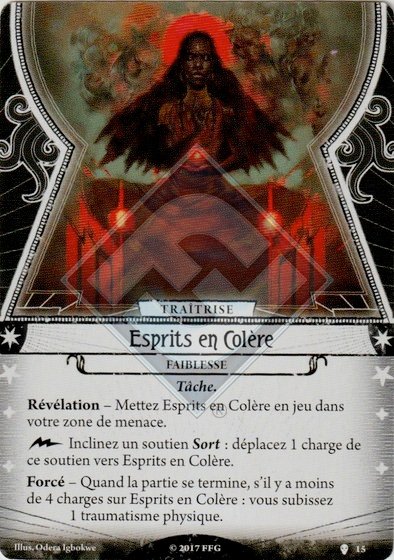 TRAÎTRISE
Esprits en Colère
FAIBLESSE
Tâche.
Révélation – Mettez Esprits en Colère en jeu dans
votre zone de menace.
Inclinez un soutien Sort : déplacez 1 charge de
ce soutien vers Esprits en Colère.
Forcé – Quand la partie se termine, s'il y a moins
de 4 charges sur Esprits en Colère : vous subissez
1 traumatisme physique.
®
Illus. Odera Igbokwe © 2017 FFG 15